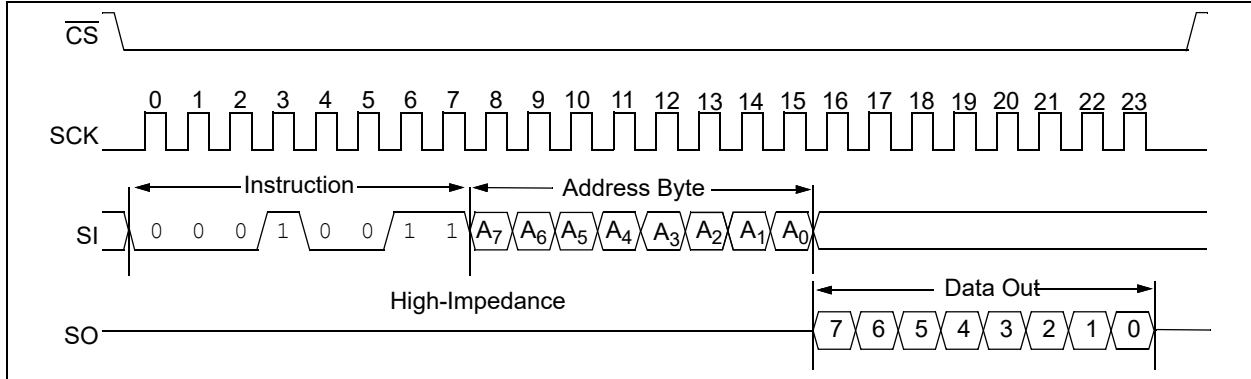 CS
0 1 2 3 4 5 6 7 8 9 10 11 12 13 14 15 16 17 18 19 20 21 22 23
SCK
Instruction Address Byte
SI 0 0 0 1 0 0 1 1 A7 A6 A5 A4 A3 A2 A1 A0
High-Impedance Data Out
SO 7 6 5 4 3 2 1 0